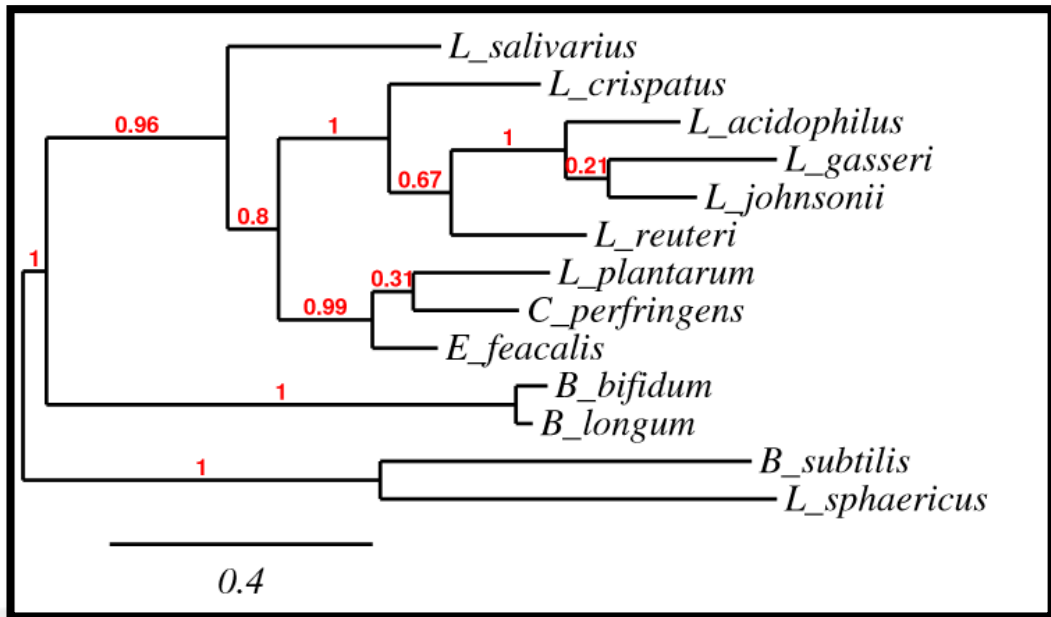 L_salivarius
L_crispatus
0.96
1
L_acidophilus
1
L_gasseri
0.21
0.67
L_johnsonii
0.8
L_reuteri
1
L_plantarum
0.31
0.99
C_perfringens
E_feacalis
B_bifidum
1
B_longum
B_subtilis
1
L_sphaericus
0.4